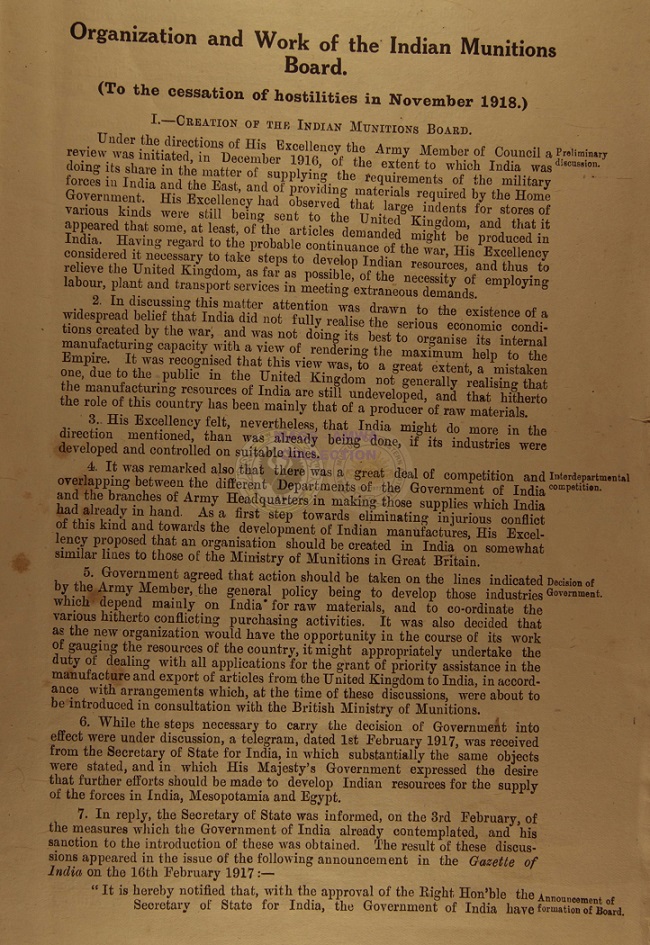 Organization and Work of the Indian Munitions
Board.
(To the cessation of hostilities in November 1918.)
I.—CREATION OF THE INDIAN MUNITIONS BOARD.
Under the directions of His Excellency the Army Member of Council a Preliminary
review was initiated, in December 1916, of the extent to which India was discussion.
doing its share in the matter of supplying the requirements of the military
forces in India and the East, and of providing materials required by the Home
Government. His Excellency had observed that large indents for stores of
various kinds were still being sent to the United Kingdom, and that it
appeared that some, at least, of the articles demanded might be produced in
India. Having regard to the probable continuance of the war, His Excellency
considered it necessary to take steps to develop Indian resources, and thus to
relieve the United Kingdom, as far as possible, of the necessity of employing
labour, plant and transport services in meeting extraneous demands.
2. In discussing this matter attention was drawn to the existence of a
widespread belief that India did not fully realise the serious economic condi-
tions created by the war, and was not doing its best to organise its internal
manufacturing capacity with a view of rendering the maximum help to the
Empire. It was recognised that this view was, to a great extent, a mistaken
one, due to the public in the United Kingdom not generally realising that
the manufacturing resources of India are still undeveloped, and that hitherto
the role of this country has been mainly that of a producer of raw materials.
3. His Excellency felt, nevertheless, that India might do more in the
direction mentioned, than was already being done, if its industries were
developed and controlled on suitable lines.
4. It was remarked also that there was a great deal of competition and Interdepartmental
overlapping between the different Departments of the Government of India competition.
and the branches of Army Headquarters in making those supplies which India
had already in hand. As a first step towards eliminating injurious conflict
of this kind and towards the development of Indian manufactures, His Excel-
lency proposed that an organisation should be created in India on somewhat
similar lines to those of the Ministry of Munitions in Great Britain.
5. Government agreed that action should be taken on the lines indicated Decision of
by the Army Member, the general policy being to develop those industries Government.
which depend mainly on India for raw materials, and to co-ordinate the
various hitherto conflicting purchasing activities. It was also decided that
as the new organization would have the opportunity in the course of its work
of gauging the resources of the country, it might appropriately undertake the
duty of dealing with all applications for the grant of priority assistance in the
manufacture and export of articles from the United Kingdom to India, in accord-
ance with arrangements which, at the time of these discussions, were about to
be introduced in consultation with the British Ministry of Munitions.
6. While the steps necessary to carry the decision of Government into
effect were under discussion, a telegram, dated 1st February 1917, was received
from the Secretary of State for India, in which substantially the same objects
were stated, and in which His Majesty's Government expressed the desire
that further efforts should be made to develop Indian resources for the supply
of the forces in India, Mesopotamia and Egypt.
7. In reply, the Secretary of State was informed, on the 3rd February, of
the measures which the Government of India already contemplated, and his
sanction to the introduction of these was obtained. The result of these discus-
sions appeared in the issue of the following announcement in the Gazette of
India on the 16th February 1917 :—
"It is hereby notified that, with the approval of the Right Hon'ble the Announcement of
Secretary of State for India, the Government of India have formation of Board.